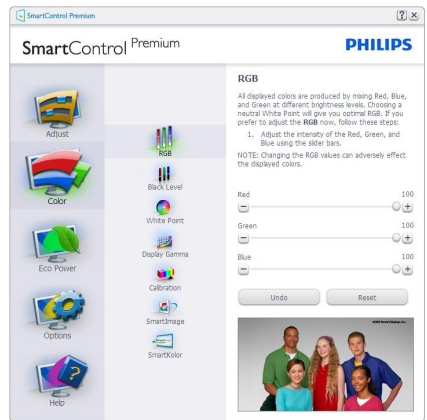 SmartControl Premium
SmartControl Premium
PHILIPS
Adjust
Color
Eco Power
Options
Help
RGB
Black Level
White Point
Display Gamma
Calibration
SmartImage
SmartKolor
RGB
All displayed colors are produced by mixing Red, Blue,
and Green at different brightness levels. Choosing a
neutral White Point will give you optimal RGB. If you
prefer to adjust the RGB now, follow these steps:
1. Adjust the intensity of the Red, Green, and
Blue using the slider bars.
NOTE: Changing the RGB values can adversely effect
the displayed colors.
Red 100
Green 100
Blue 100
Undo Reset